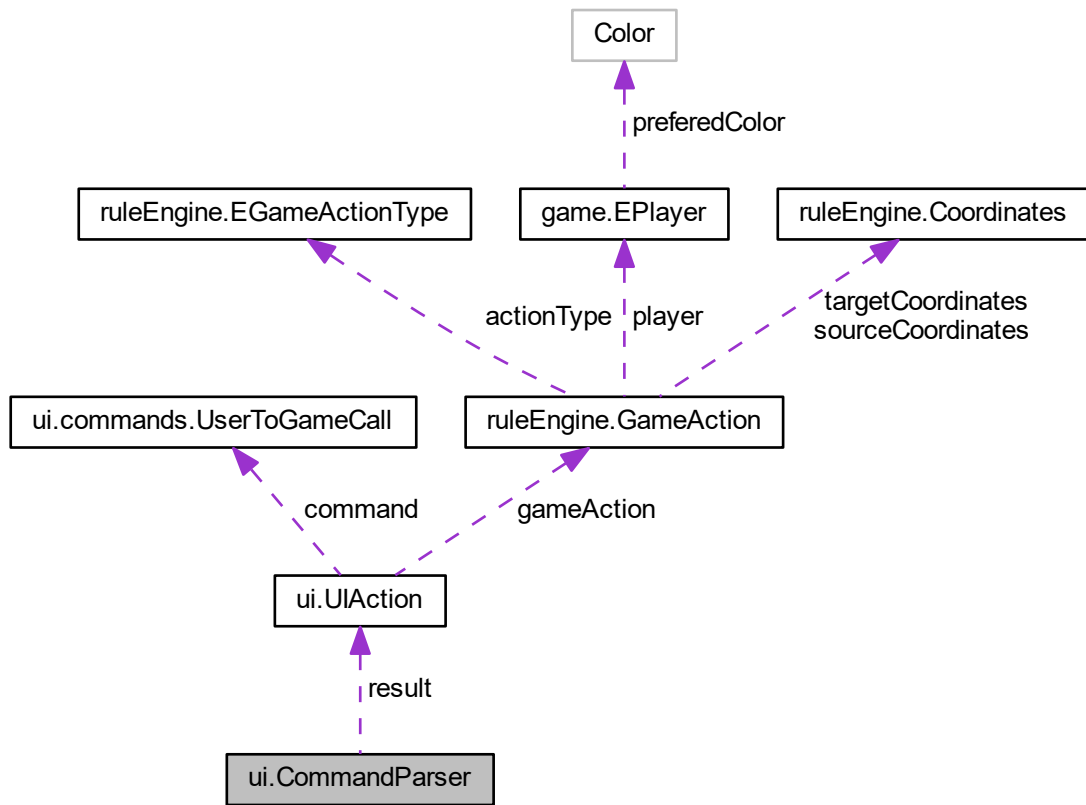 Color
preferedColor
ruleEngine.EGameActionType
game.EPlayer
ruleEngine.Coordinates
actionType
player
targetCoordinates
sourceCoordinates
ui.commands.UserToGameCall
ruleEngine.GameAction
command
gameAction
ui.UIAction
result
ui.CommandParser